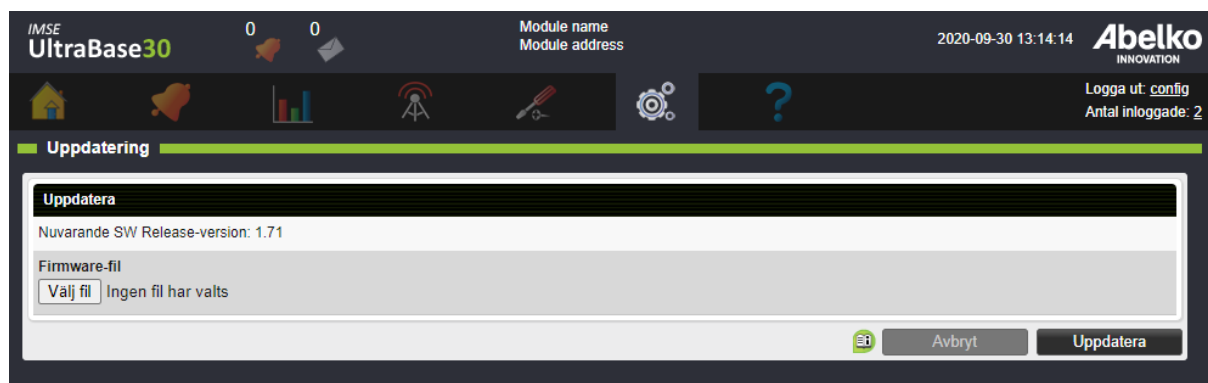 IMSE
UltraBase30
0
0
Module name
Module address
2020-09-30 13:14:14
Abelko
INNOVATION
?
Logga ut: config
Antal inloggade: 2
Uppdatering
Uppdatera
Nuvarande SW Release-version: 1.71
Firmware-fil
Välj fil Ingen fil har valts
Avbryt
Uppdatera